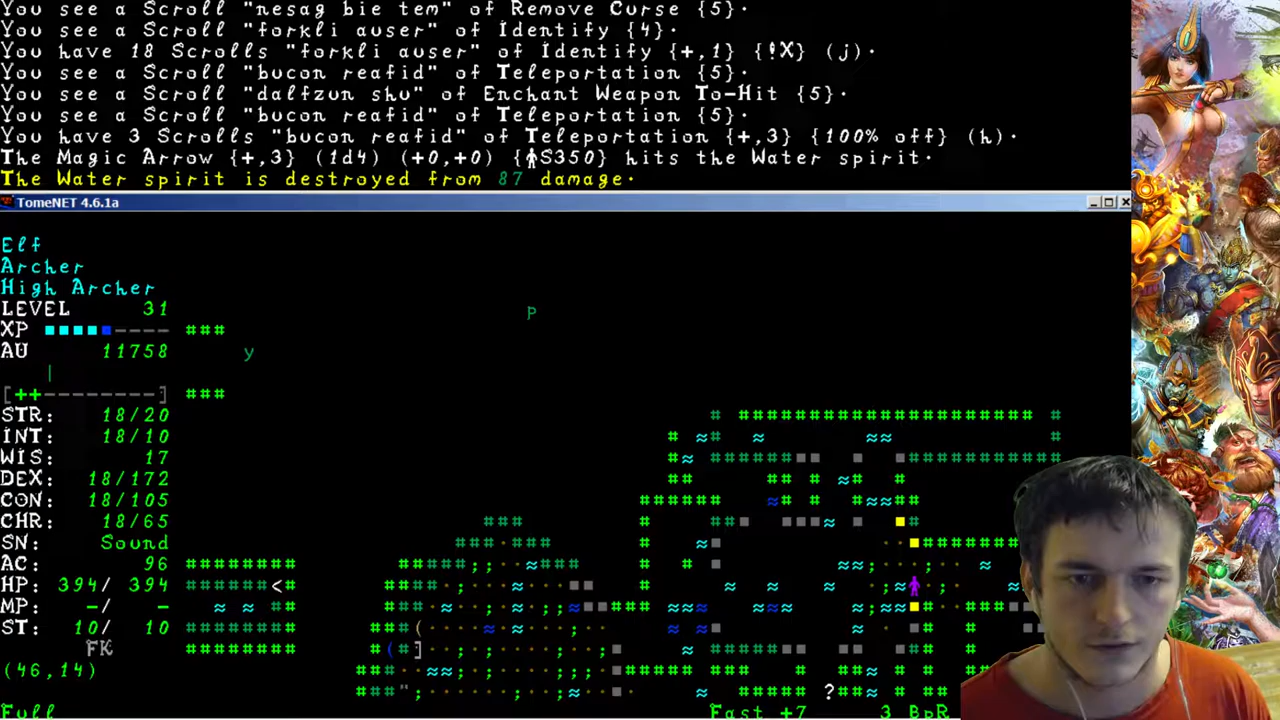 You see a Scroll "nesag bie tem" of Remove Curse {5}.
You see a Scroll "forkli auser" of Identify {4}.
You have 18 Scrolls "forkli auser" of Identify {+,1} {!X} (j).
You see a Scroll "bucon reafid" of Teleportation {5}.
You see a Scroll "dalfzun shu" of Enchant Weapon To-Hit {5}.
You see a Scroll "bucon reafid" of Teleportation {5}.
You have 3 Scrolls "bucon reafid" of Teleportation {+,3} {100% off} (h).
The Magic Arrow {+,3} (1d4) (+0,+0) {S350} hits the Water spirit.
The Water spirit is destroyed from 87 damage.
TomeNET 4.6.1a
Elf
Archer
High Archer
LEVEL 31
XP
AU 11758
[++---------]
STR: 18/20
INT: 18/10
WIS: 17
DEX: 18/172
CON: 18/105
CHR: 18/65
SN: Sound
AC: 96
HP: 394/ 394
MP: -/ -
ST: 10/ 10
FK
(46,14)
Full
Fast +7
3 BpR